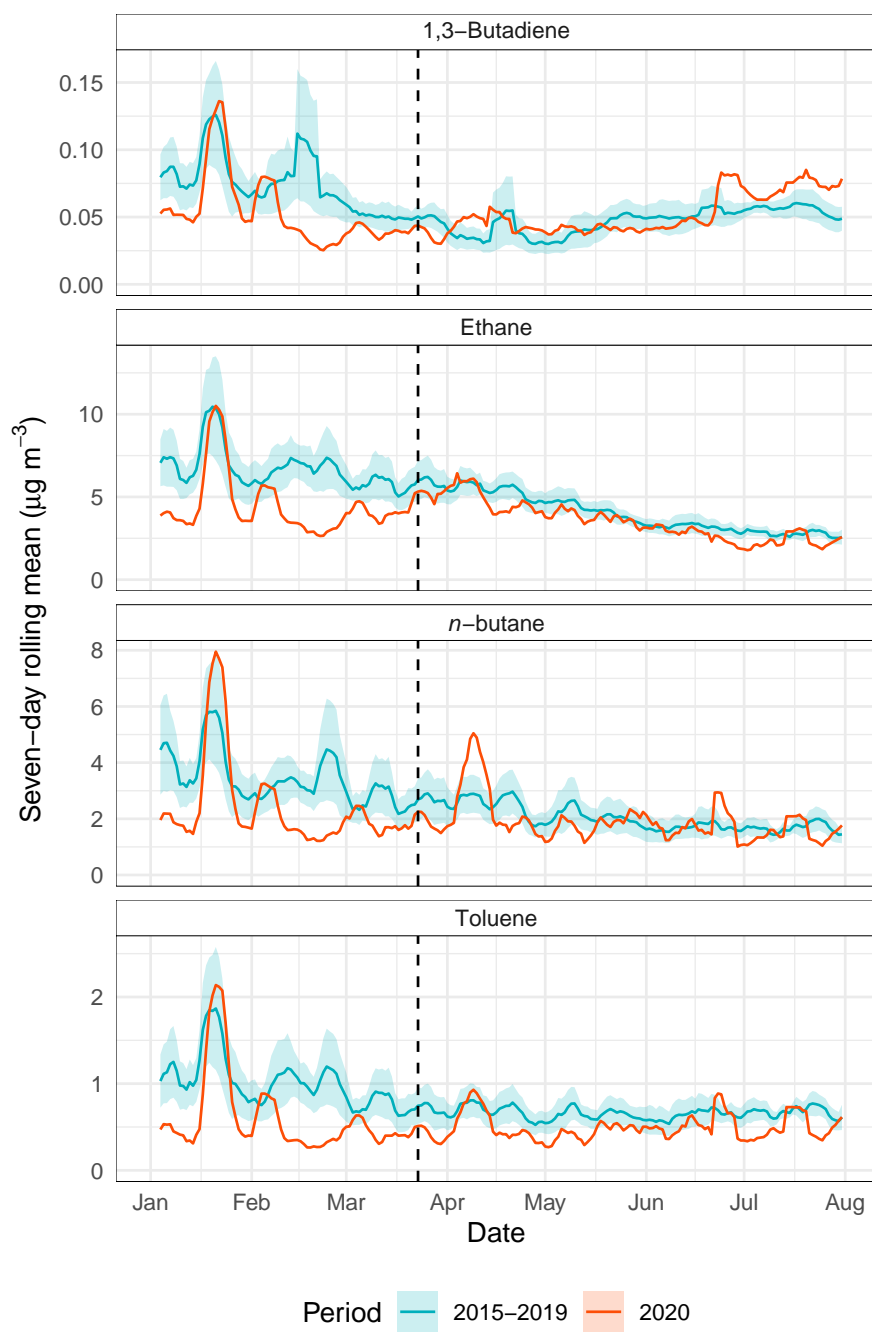 1,3−Butadiene
0.15
0.10
0.05
0.00
Ethane
10
5
0
n−butane
8
6
4
2
0
Toluene
2
1
0
Seven−day rolling mean (μg m⁻³)
Jan Feb Mar Apr May Jun Jul Aug
Date
Period 2015−2019 2020